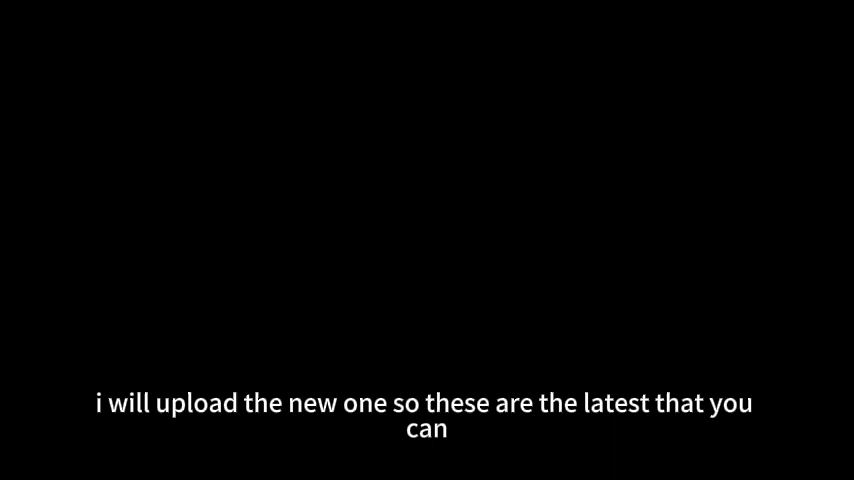 i will upload the new one so these are the latest that you
can